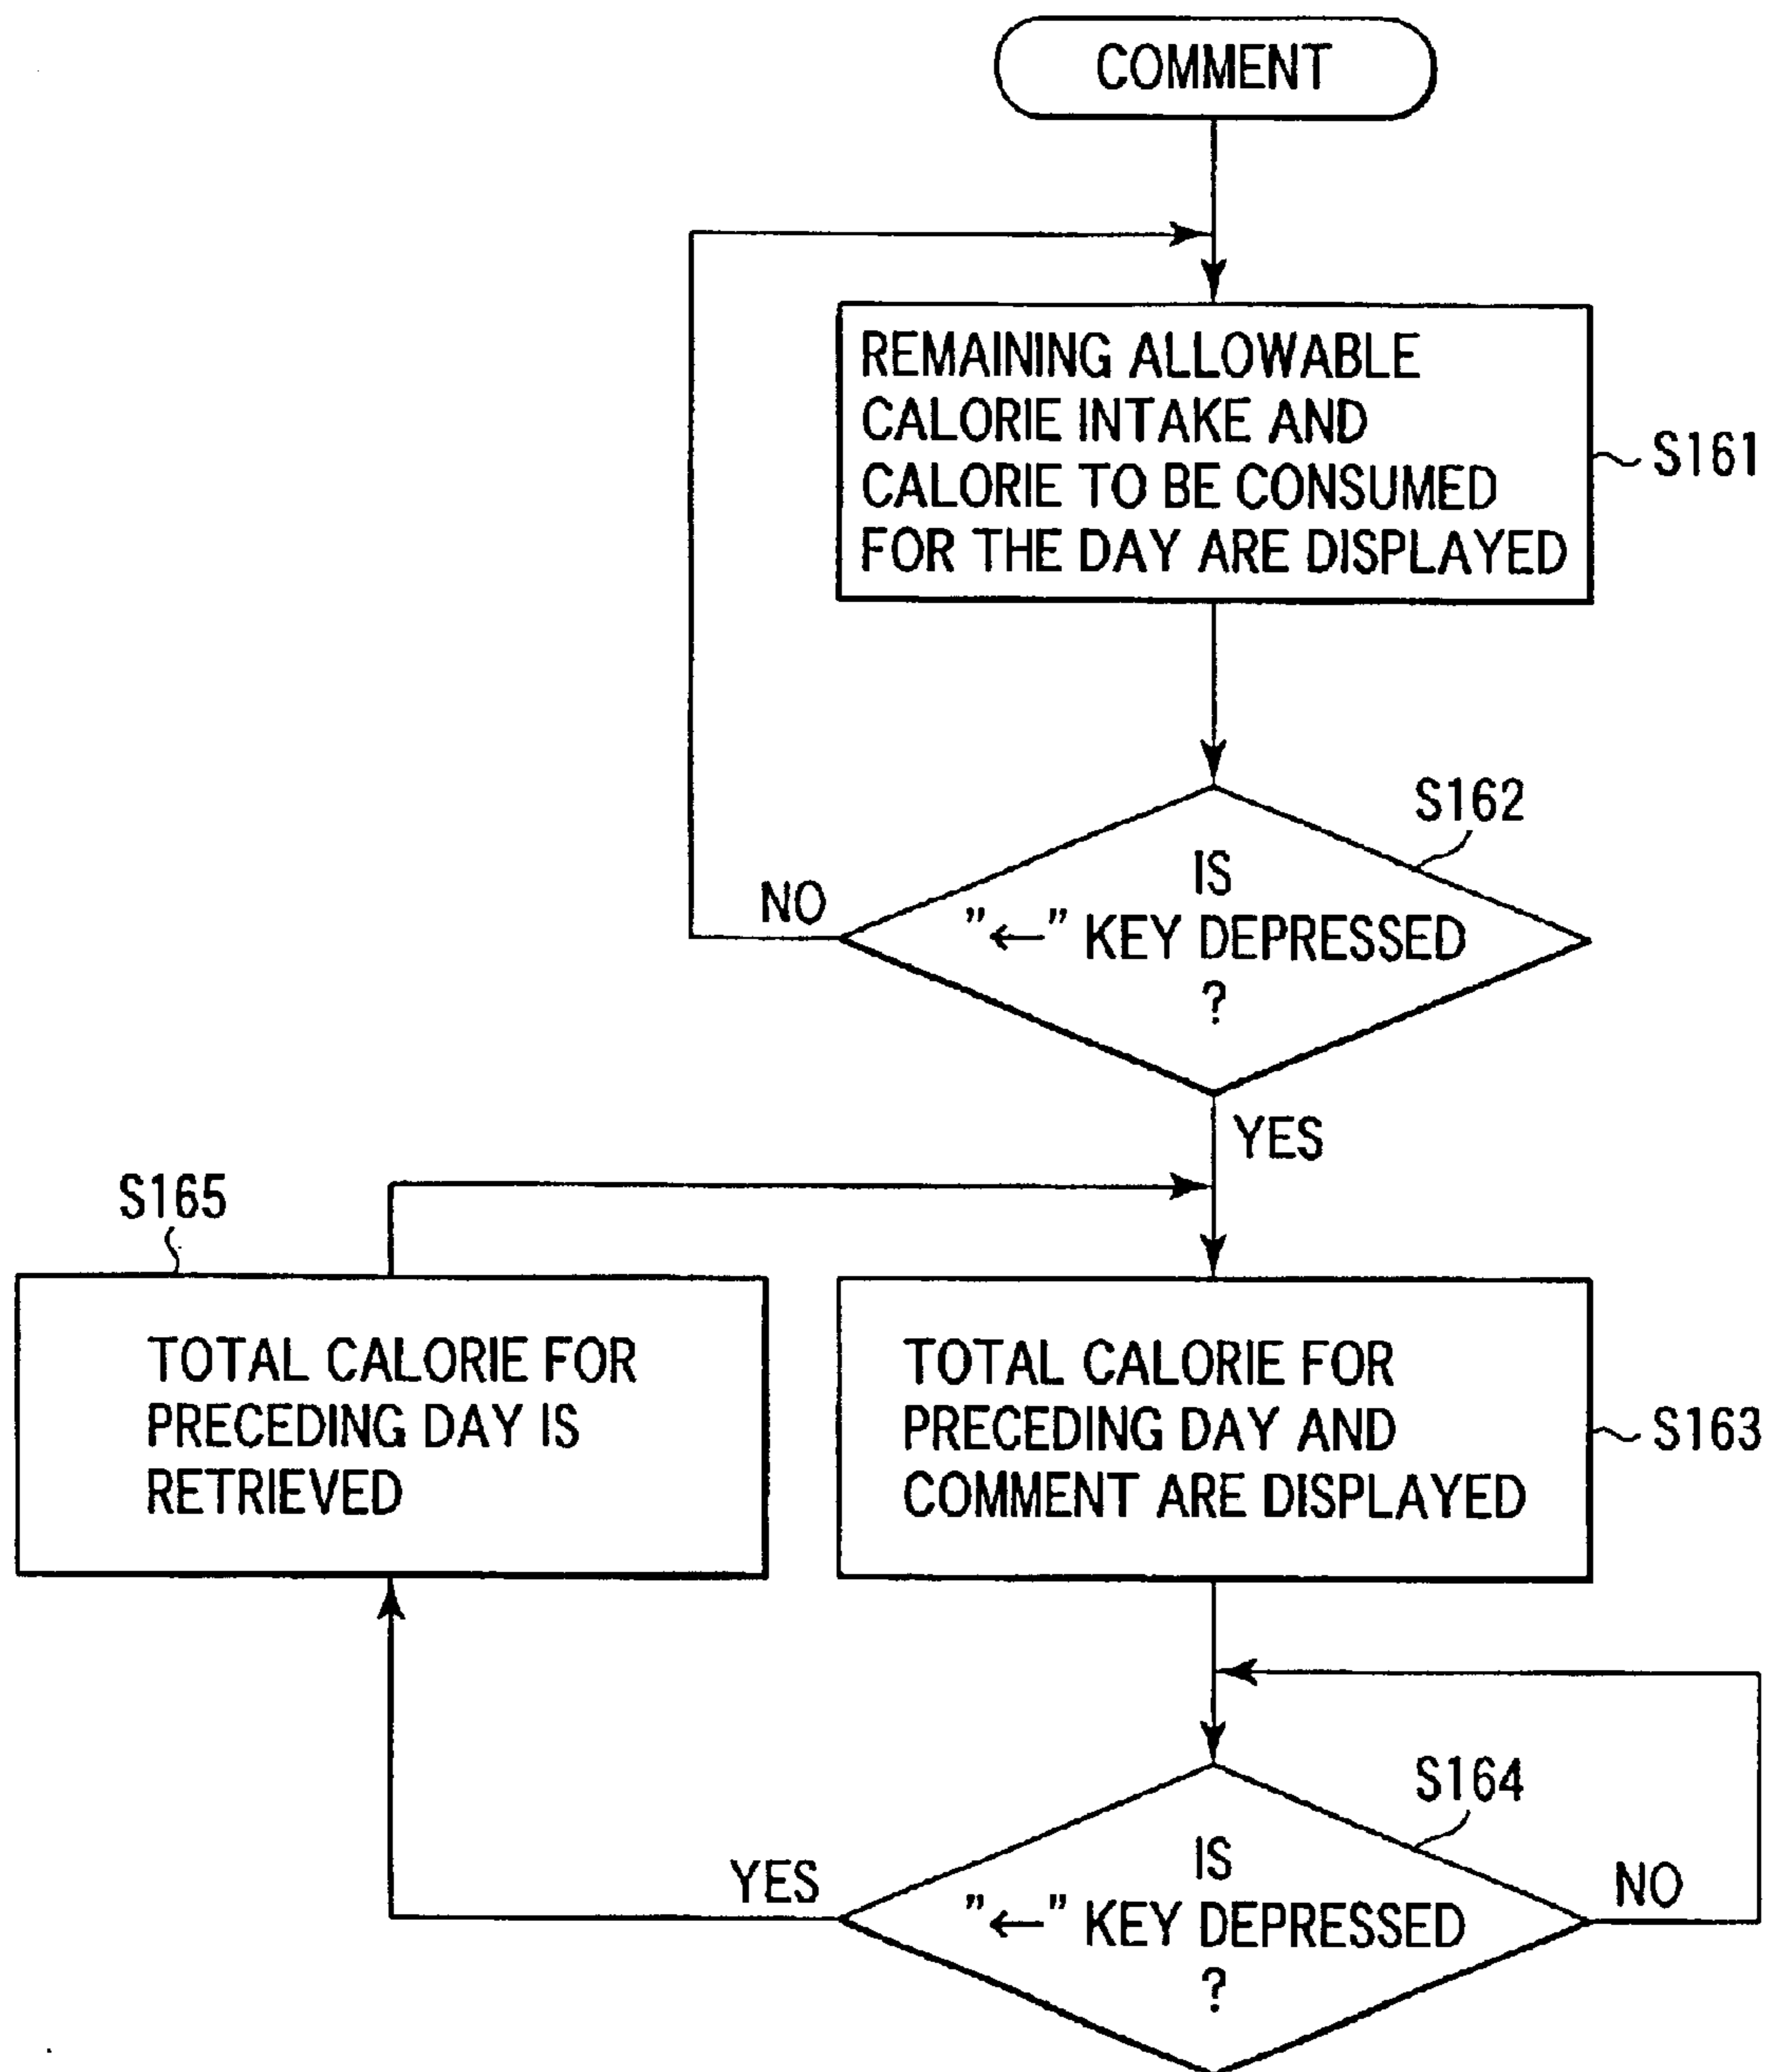 COMMENT
REMAINING ALLOWABLE
CALORIE INTAKE AND
CALORIE TO BE CONSUMED
FOR THE DAY ARE DISPLAYED
S161
S162
IS
"←" KEY DEPRESSED
?
NO
YES
S165
TOTAL CALORIE FOR
PRECEDING DAY IS
RETRIEVED
TOTAL CALORIE FOR
PRECEDING DAY AND
COMMENT ARE DISPLAYED
S163
S164
IS
"←" KEY DEPRESSED
?
YES
NO